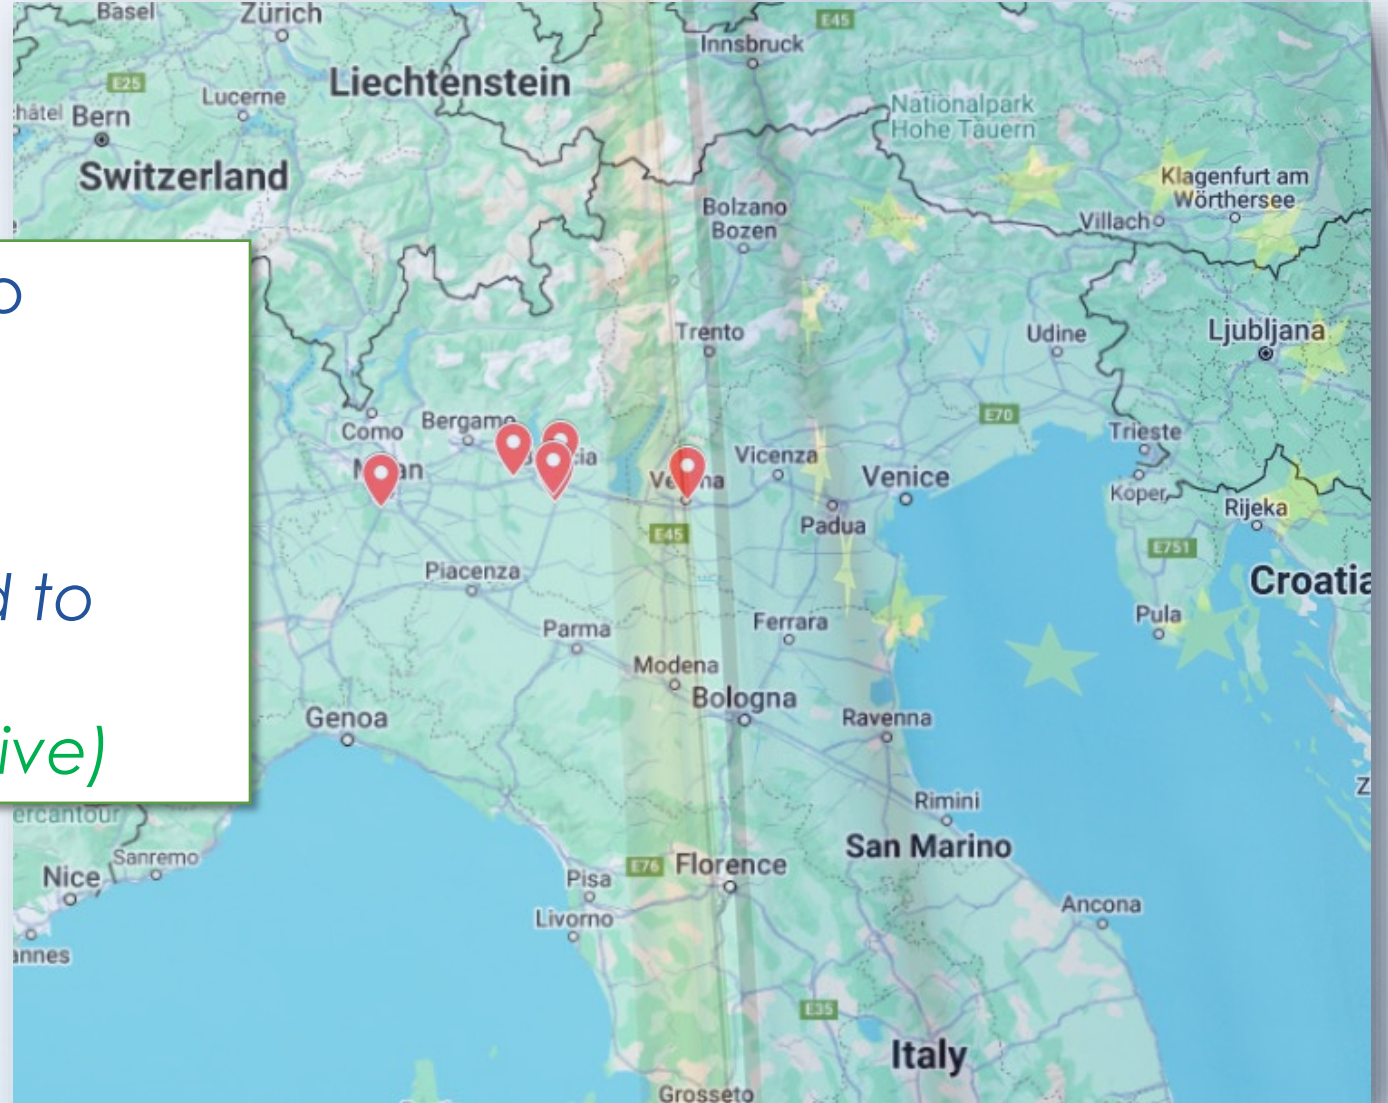 Basel
Zürich
E45
Innsbruck
Liechtenstein
E25
Lucerne
hâtel
Bern
Nationalpark
Hohe Tauern
Switzerland
Klagenfurt am
Wörthersee
Villach
Bolzano
Bozen
o
Trento
Udine
Ljubljana
E70
Como
Bergamo
Trieste
Vicenza
Venice
Koper
Rijeka
Padua
E45
E751
Piacenza
Croatia
d to
Parma
Ferrara
Pula
Modena
Bologna
Genoa
Ravenna
ive)
Rimini
ercantour
San Marino
Sanremo
Nice
E76
Florence
Pisa
Livorno
Ancona
annes
E35
Italy
Grosseto